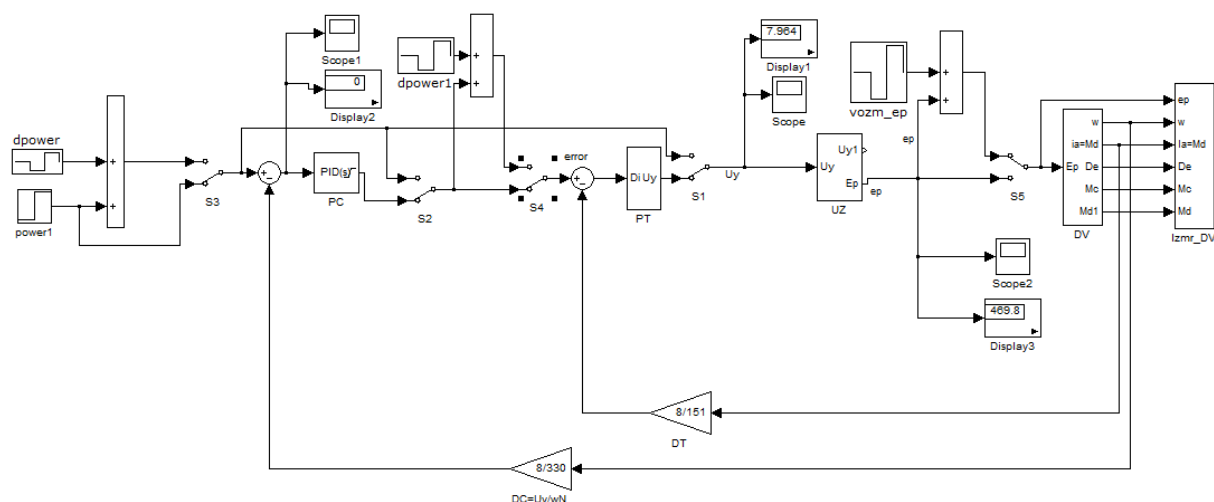 dpower
+
+
power1
S3
+
-
Scope1
0
Display2
PID(s)
PC
S2
dpower1
+
+
S4
error
+
-
Di Uy
PT
S1
Uy
7.964
Display1
Scope
Uy
Uy1
Ep
UZ
ep
ep
vozm_ep
+
+
S5
Scope2
469.8
Display3
Ep
w
ia=Md
De
Mc
Md1
DV
ep
w
Ia=Md
De
Mc
Md
Izmr_DV
8/151
DT
8/330
DC=Uy/wN